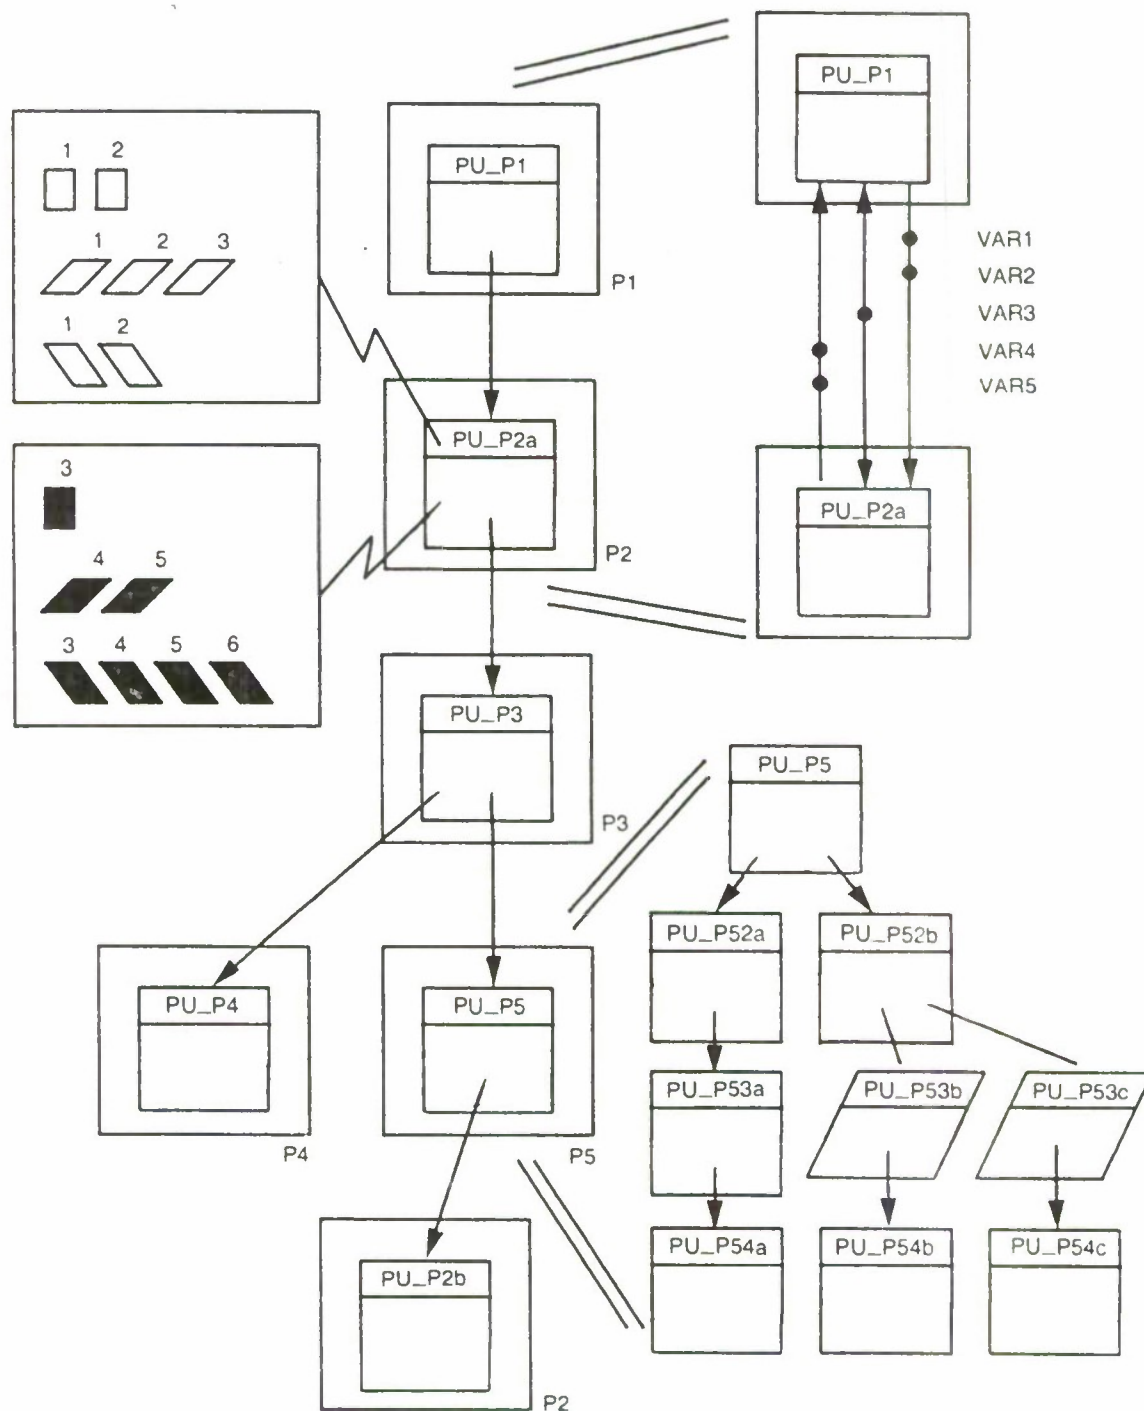 PU_P1
PU_P1
P1
1 2
1 2 3
1 2
VAR1
VAR2
VAR3
VAR4
VAR5
PU_P2a
P2
PU_P2a
3
4 5
3 4 5 6
PU_P3
P3
PU_P5
PU_P52a
PU_P52b
PU_P4
P4
PU_P5
P5
PU_P53a
PU_P53b
PU_P53c
PU_P54a
PU_P54b
PU_P54c
PU_P2b
P2